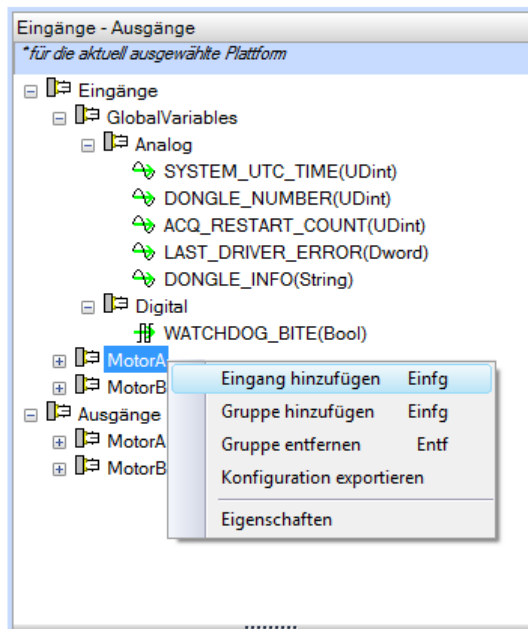 Eingänge - Ausgänge
*für die aktuell ausgewählte Plattform
Eingänge
GlobalVariables
Analog
SYSTEM_UTC_TIME(UDint)
DONGLE_NUMBER(UDint)
ACQ_RESTART_COUNT(UDint)
LAST_DRIVER_ERROR(Dword)
DONGLE_INFO(String)
Digital
WATCHDOG_BITE(Bool)
MotorA
MotorB
Ausgänge
MotorA
MotorB
Eingang hinzufügen Einfg
Gruppe hinzufügen Einfg
Gruppe entfernen Entf
Konfiguration exportieren
Eigenschaften